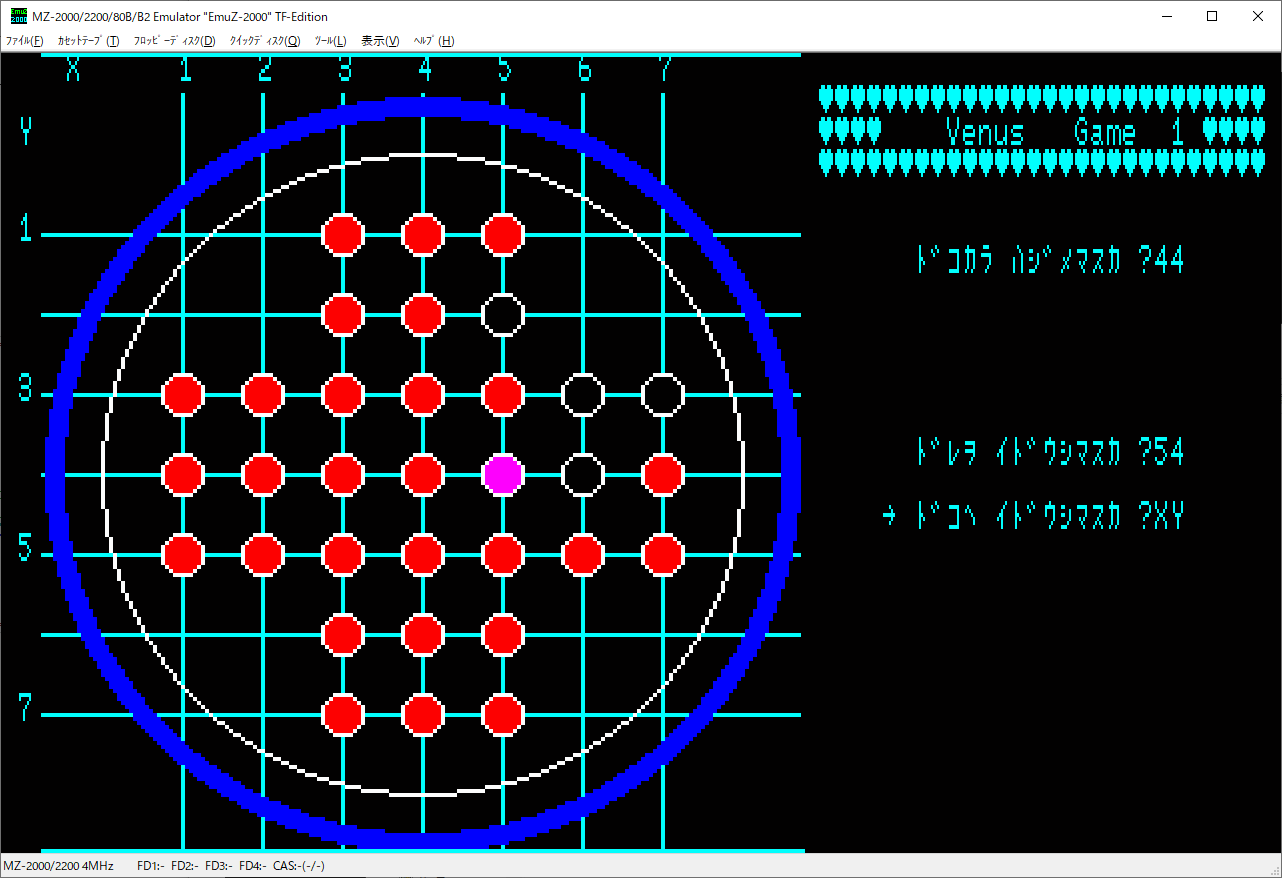 MZ-2000/2200/80B/B2 Emulator "EmuZ-2000" TF-Edition
ﾌｧｲﾙ(F) ｶｾｯﾄﾃｰﾌﾟ(T) ﾌﾛｯﾋﾟｰﾃﾞｨｽｸ(D) ｸｲｯｸﾃﾞｨｽｸ(Q) ﾂｰﾙ(L) 表示(V) ﾍﾙﾌﾟ(H)
X 1 2 3 4 5 6 7
♥♥♥♥♥♥♥♥♥♥♥♥♥♥♥♥♥♥♥♥♥♥♥♥♥♥♥♥
♥♥♥♥ Venus Game 1 ♥♥♥♥
♥♥♥♥♥♥♥♥♥♥♥♥♥♥♥♥♥♥♥♥♥♥♥♥♥♥♥♥
Y
1
3
5
7
ﾄﾞｺｶﾗ ﾊｼﾞﾒﾏｽｶ ?44
ﾄﾞﾚｦ ｲﾄﾞｳｼﾏｽｶ ?54
→ ﾄﾞｺﾍ ｲﾄﾞｳｼﾏｽｶ ?XY
MZ-2000/2200 4MHz FD1:- FD2:- FD3:- FD4:- CAS:-(-/-)